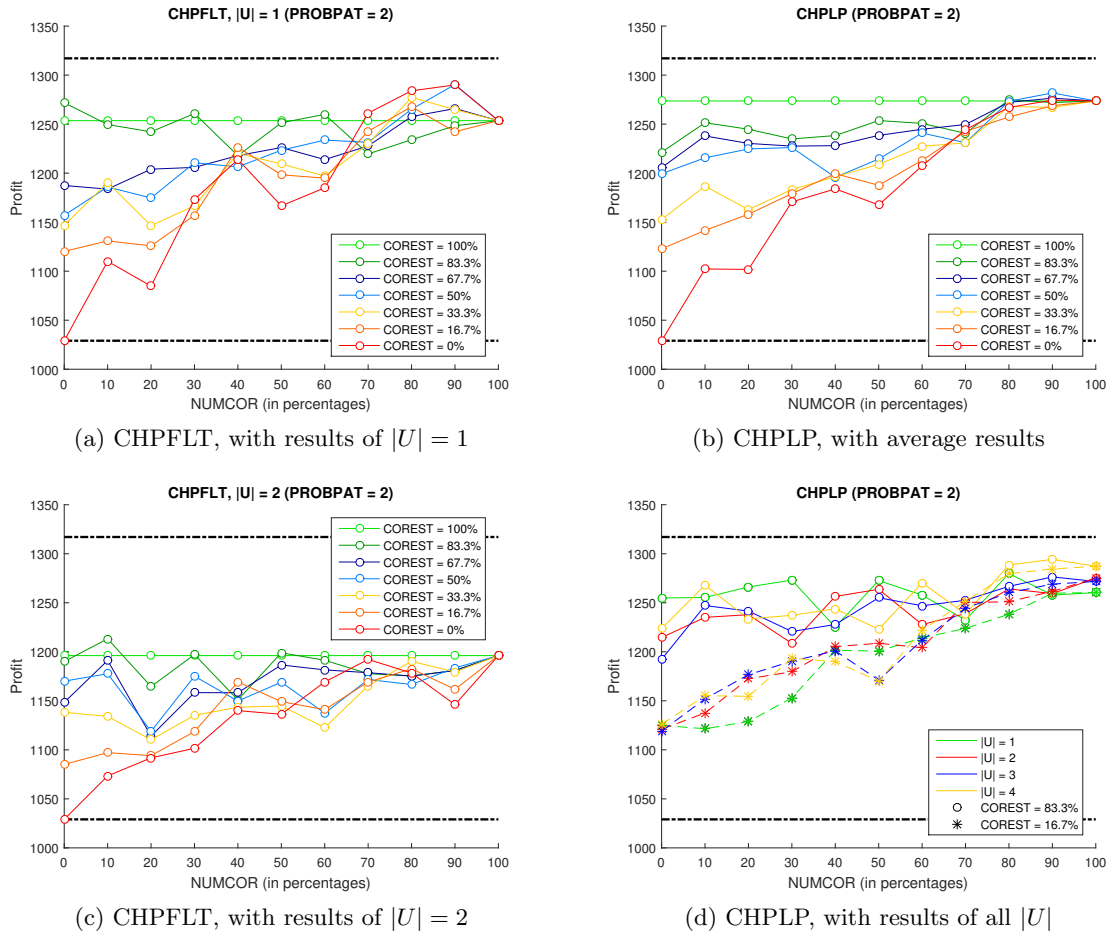 CHPFLT, |U| = 1 (PROBPAT = 2)
1350
1300
1250
1200
1150
1100
1050
1000
Profit
0 10 20 30 40 50 60 70 80 90 100
NUMCOR (in percentages)
COREST = 100%
COREST = 83.3%
COREST = 67.7%
COREST = 50%
COREST = 33.3%
COREST = 16.7%
COREST = 0%
(a) CHPFLT, with results of |U| = 1
CHPLP (PROBPAT = 2)
1350
1300
1250
1200
1150
1100
1050
1000
Profit
0 10 20 30 40 50 60 70 80 90 100
NUMCOR (in percentages)
COREST = 100%
COREST = 83.3%
COREST = 67.7%
COREST = 50%
COREST = 33.3%
COREST = 16.7%
COREST = 0%
(b) CHPLP, with average results
CHPFLT, |U| = 2 (PROBPAT = 2)
1350
1300
1250
1200
1150
1100
1050
1000
Profit
0 10 20 30 40 50 60 70 80 90 100
NUMCOR (in percentages)
COREST = 100%
COREST = 83.3%
COREST = 67.7%
COREST = 50%
COREST = 33.3%
COREST = 16.7%
COREST = 0%
(c) CHPFLT, with results of |U| = 2
CHPLP (PROBPAT = 2)
1350
1300
1250
1200
1150
1100
1050
1000
Profit
0 10 20 30 40 50 60 70 80 90 100
NUMCOR (in percentages)
|U| = 1
|U| = 2
|U| = 3
|U| = 4
COREST = 83.3%
COREST = 16.7%
(d) CHPLP, with results of all |U|